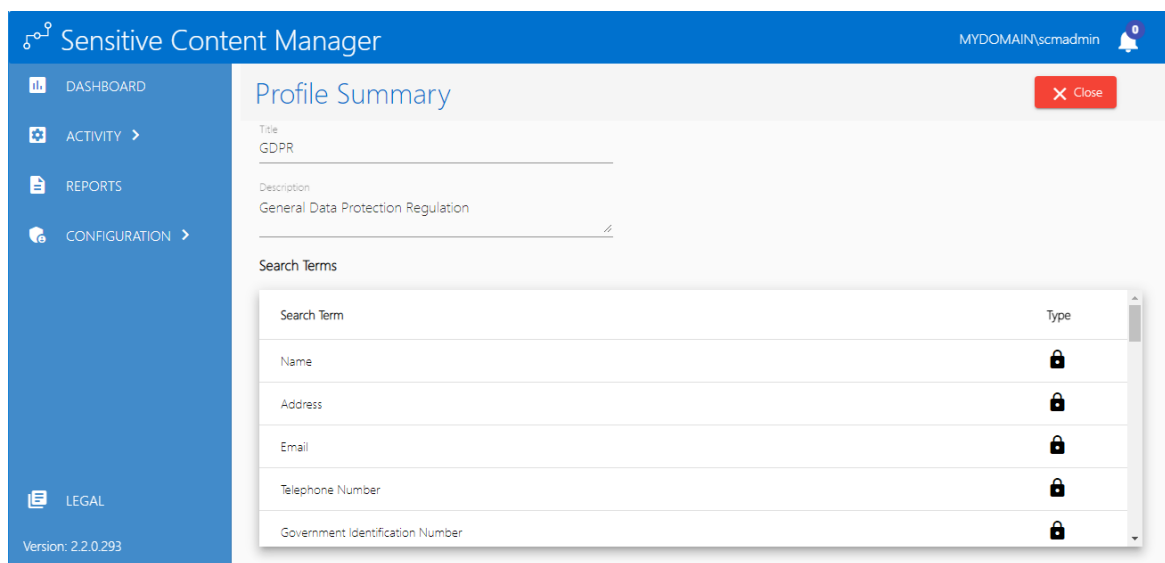 Sensitive Content Manager
MYDOMAIN\scmadmin
0
DASHBOARD
ACTIVITY
REPORTS
CONFIGURATION
LEGAL
Version: 2.2.0.293
Profile Summary
Close
Title
GDPR
Description
General Data Protection Regulation
Search Terms
Search Term Type
Name
Address
Email
Telephone Number
Government Identification Number